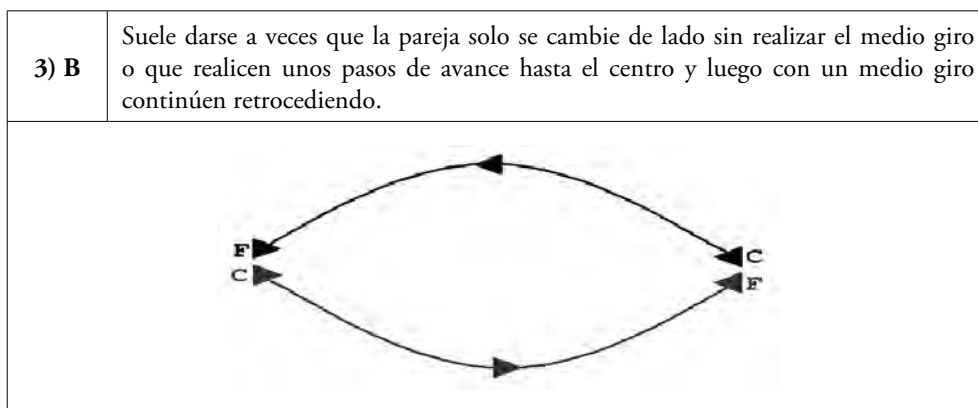 3) B
Suele darse a veces que la pareja solo se cambie de lado sin realizar el medio giro
o que realicen unos pasos de avance hasta el centro y luego con un medio giro
continúen retrocediendo.
F
C
C
F